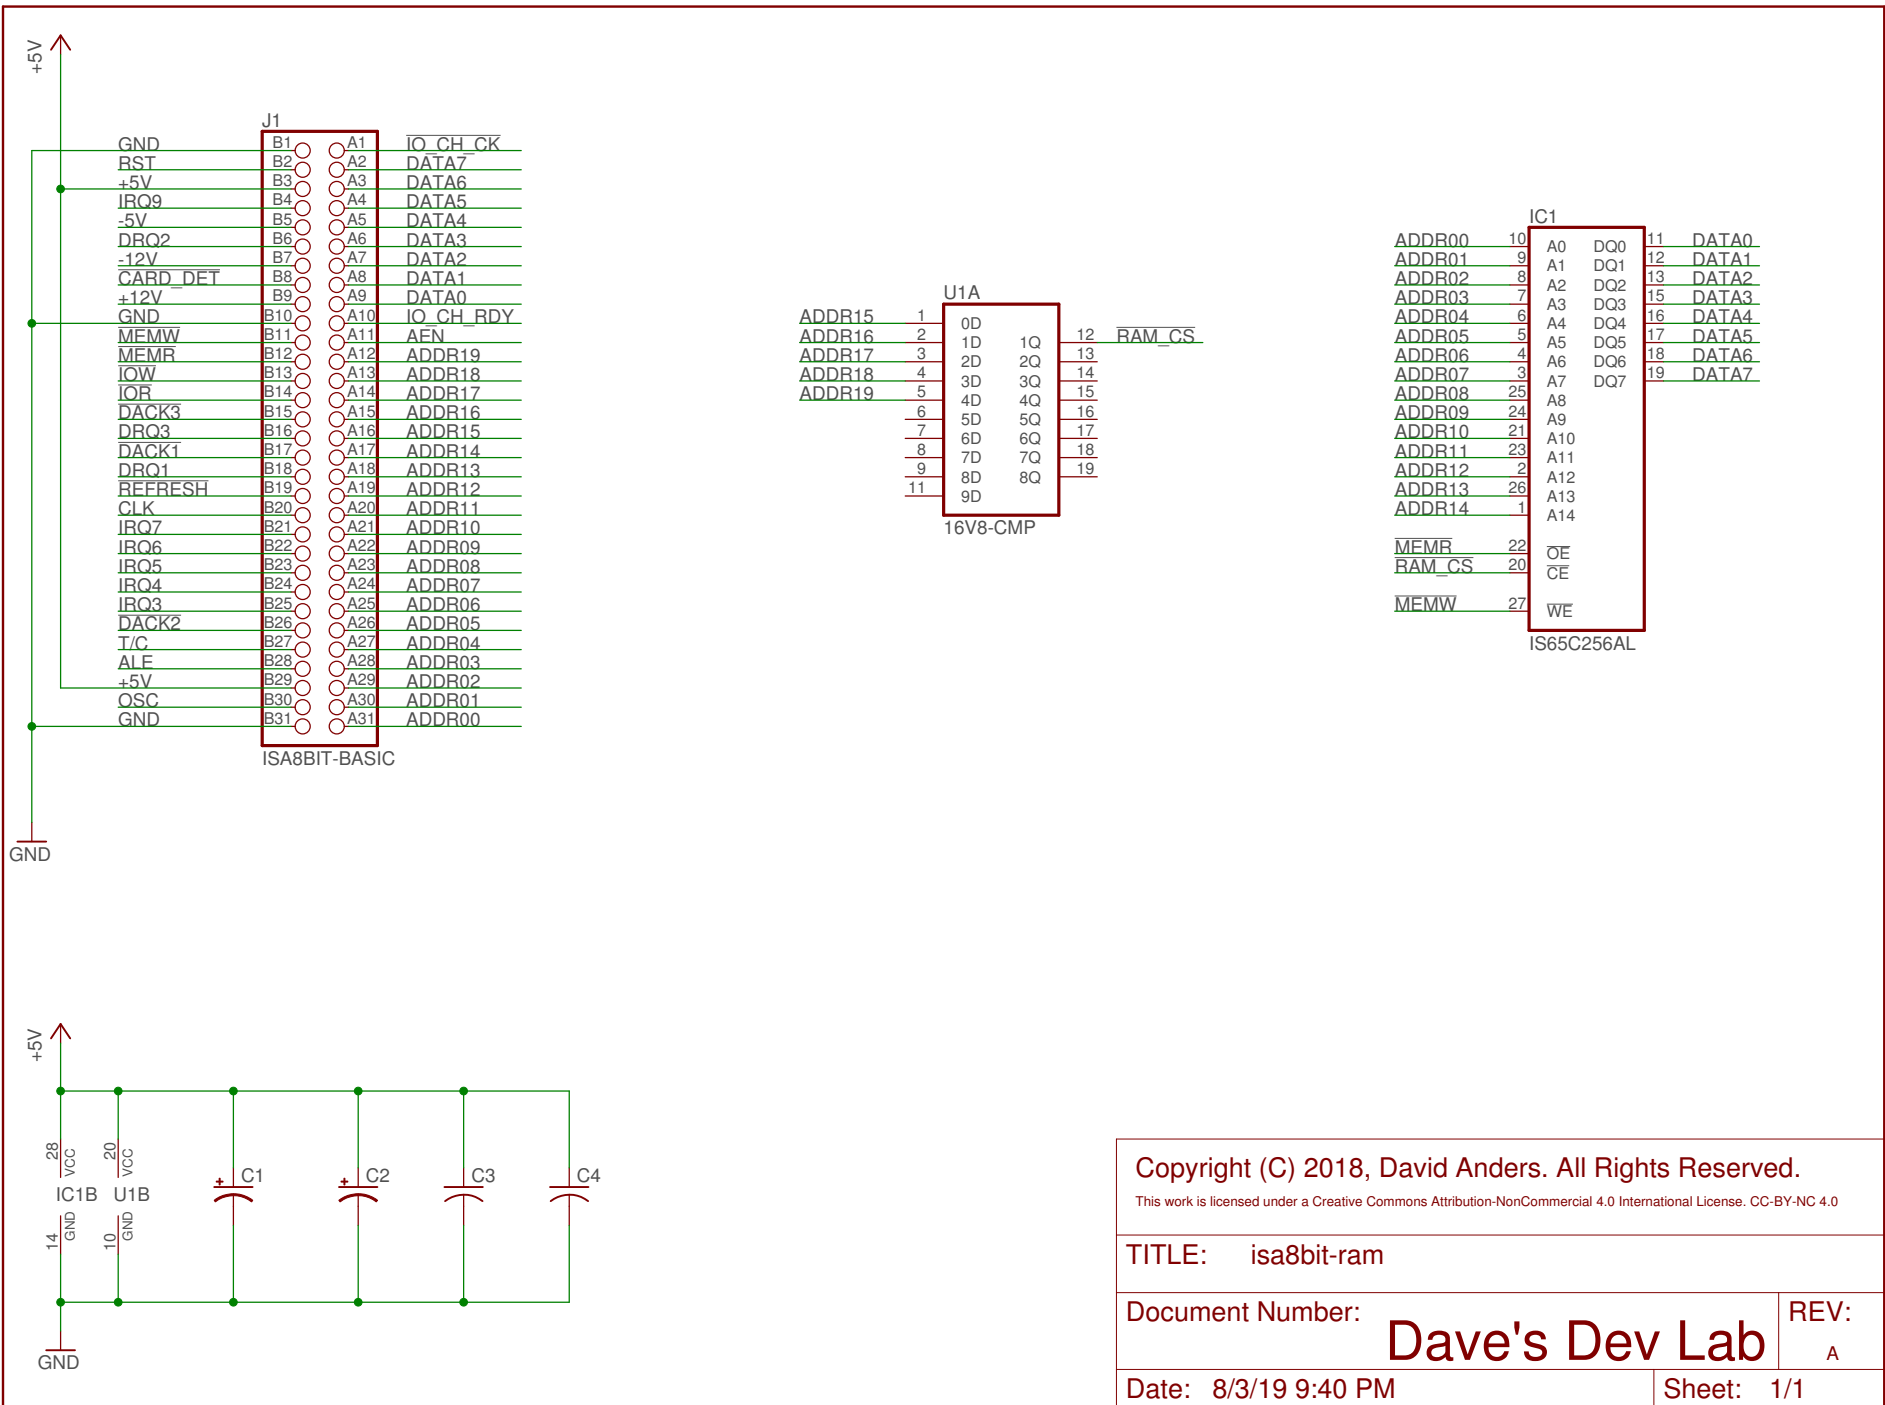 +5V
J1
GND B1 A1 IO_CH_CK
RST B2 A2 DATA7
+5V B3 A3 DATA6
IRQ9 B4 A4 DATA5
-5V B5 A5 DATA4
DRQ2 B6 A6 DATA3
-12V B7 A7 DATA2
CARD_DET B8 A8 DATA1
+12V B9 A9 DATA0
GND B10 A10 IO_CH_RDY
MEMW B11 A11 AEN
MEMR B12 A12 ADDR19
IOW B13 A13 ADDR18
IOR B14 A14 ADDR17
DACK3 B15 A15 ADDR16
DRQ3 B16 A16 ADDR15
DACK1 B17 A17 ADDR14
DRQ1 B18 A18 ADDR13
REFRESH B19 A19 ADDR12
CLK B20 A20 ADDR11
IRQ7 B21 A21 ADDR10
IRQ6 B22 A22 ADDR09
IRQ5 B23 A23 ADDR08
IRQ4 B24 A24 ADDR07
IRQ3 B25 A25 ADDR06
DACK2 B26 A26 ADDR05
T/C B27 A27 ADDR04
ALE B28 A28 ADDR03
+5V B29 A29 ADDR02
OSC B30 A30 ADDR01
GND B31 A31 ADDR00
ISA8BIT-BASIC
GND
U1A
ADDR15 1 0D
ADDR16 2 1D 1Q 12 RAM_CS
ADDR17 3 2D 2Q 13
ADDR18 4 3D 3Q 14
ADDR19 5 4D 4Q 15
6 5D 5Q 16
7 6D 6Q 17
8 7D 7Q 18
9 8D 8Q 19
11 9D
16V8-CMP
IC1
ADDR00 10 A0 DQ0 11 DATA0
ADDR01 9 A1 DQ1 12 DATA1
ADDR02 8 A2 DQ2 13 DATA2
ADDR03 7 A3 DQ3 15 DATA3
ADDR04 6 A4 DQ4 16 DATA4
ADDR05 5 A5 DQ5 17 DATA5
ADDR06 4 A6 DQ6 18 DATA6
ADDR07 3 A7 DQ7 19 DATA7
ADDR08 25 A8
ADDR09 24 A9
ADDR10 21 A10
ADDR11 23 A11
ADDR12 2 A12
ADDR13 26 A13
ADDR14 1 A14
MEMR 22 OE
RAM_CS 20 CE
MEMW 27 WE
IS65C256AL
+5V
28 VCC 20 VCC
IC1B U1B + C1 + C2 C3 C4
14 GND 10 GND
GND
Copyright (C) 2018, David Anders. All Rights Reserved.
This work is licensed under a Creative Commons Attribution-NonCommercial 4.0 International License. CC-BY-NC 4.0
TITLE: isa8bit-ram
Document Number: REV:
Dave's Dev Lab A
Date: 8/3/19 9:40 PM Sheet: 1/1